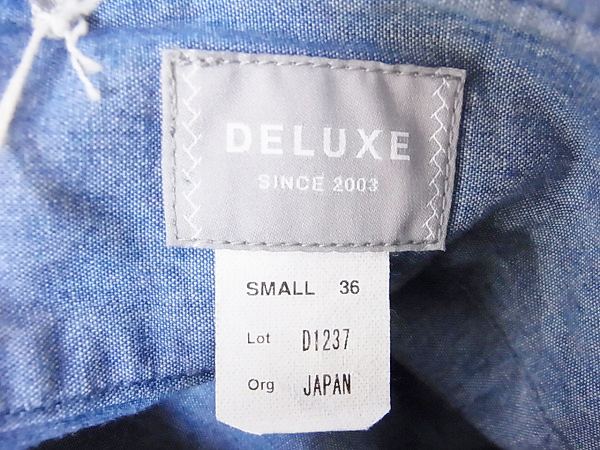 DELUXE
SINCE 2003
SMALL 36
Lot D1237
Org JAPAN